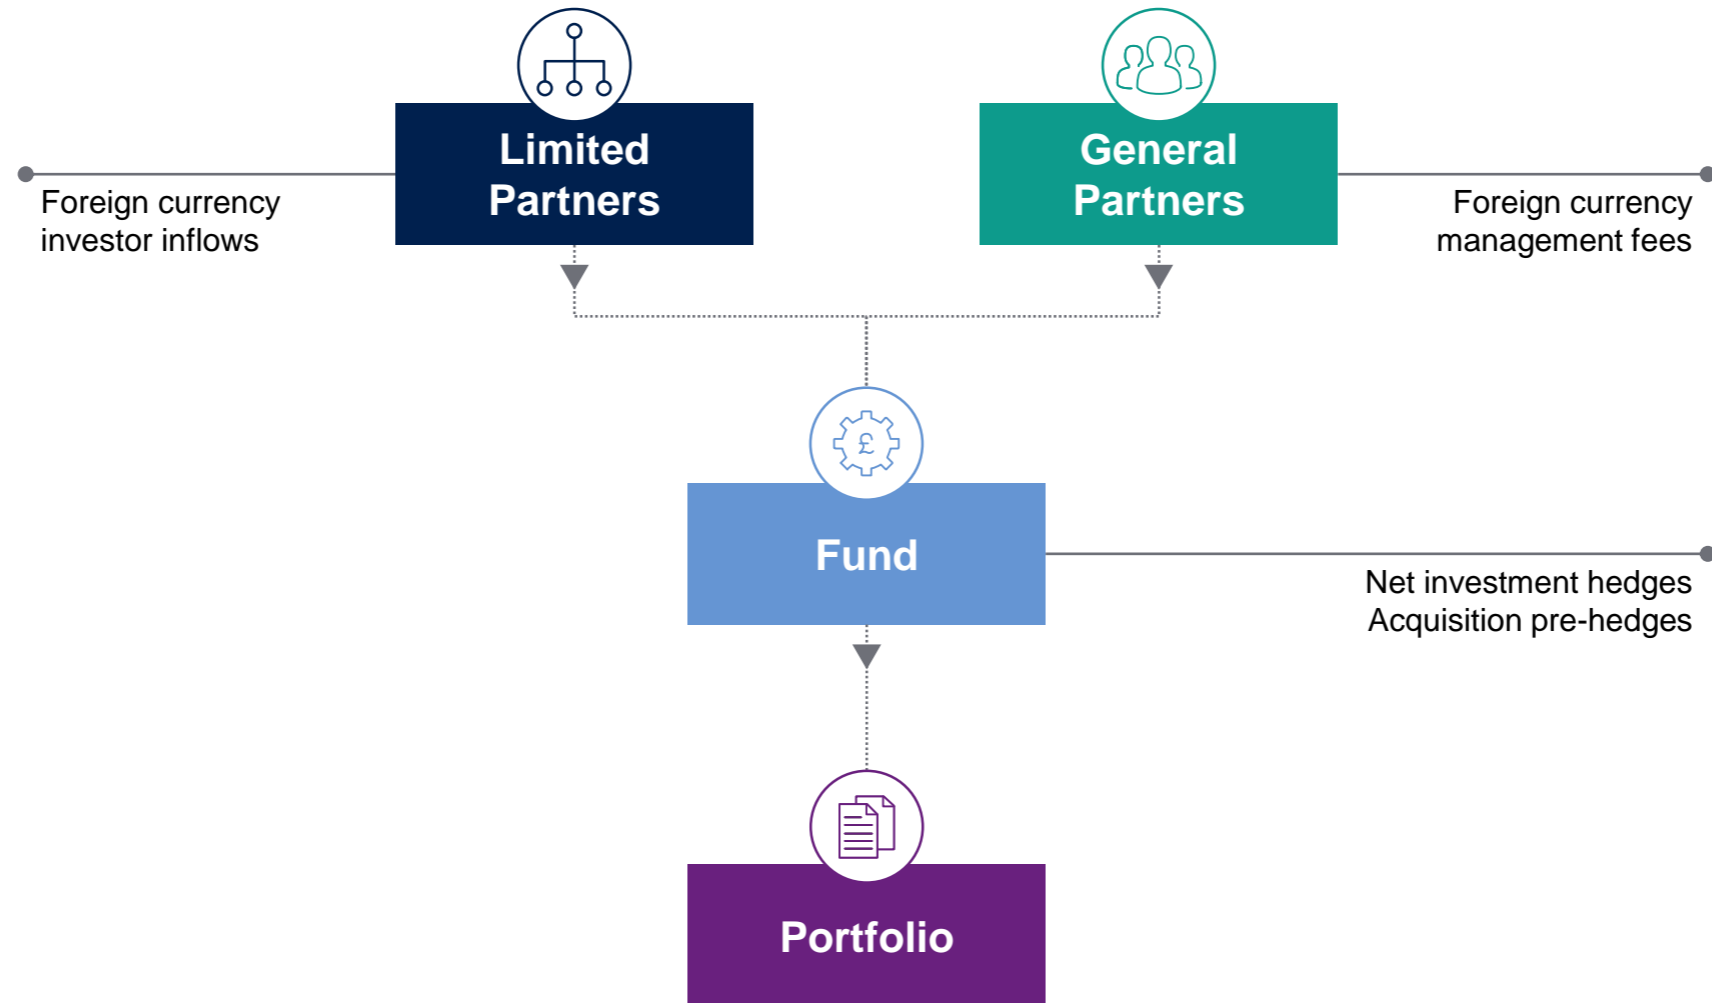 Limited
Partners
General
Partners
Foreign currency
investor inflows
Foreign currency
management fees
£
Fund
Net investment hedges
Acquisition pre-hedges
Portfolio